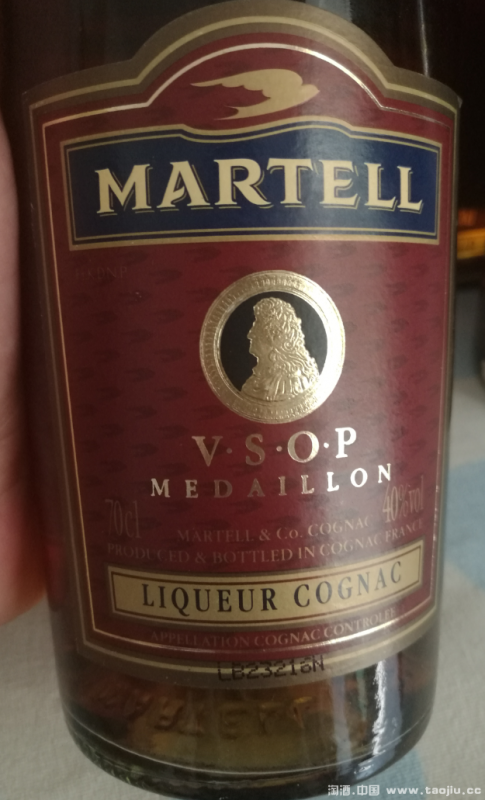 MARTELL
V·S·O·P
MEDAILLON
70cl
40%vol
MARTELL & Co. COGNAC
PRODUCED & BOTTLED IN COGNAC FRANCE
LIQUEUR COGNAC
APPELLATION COGNAC CONTROLEE
LB23216N
淘酒.中国 www.taojiu.cc